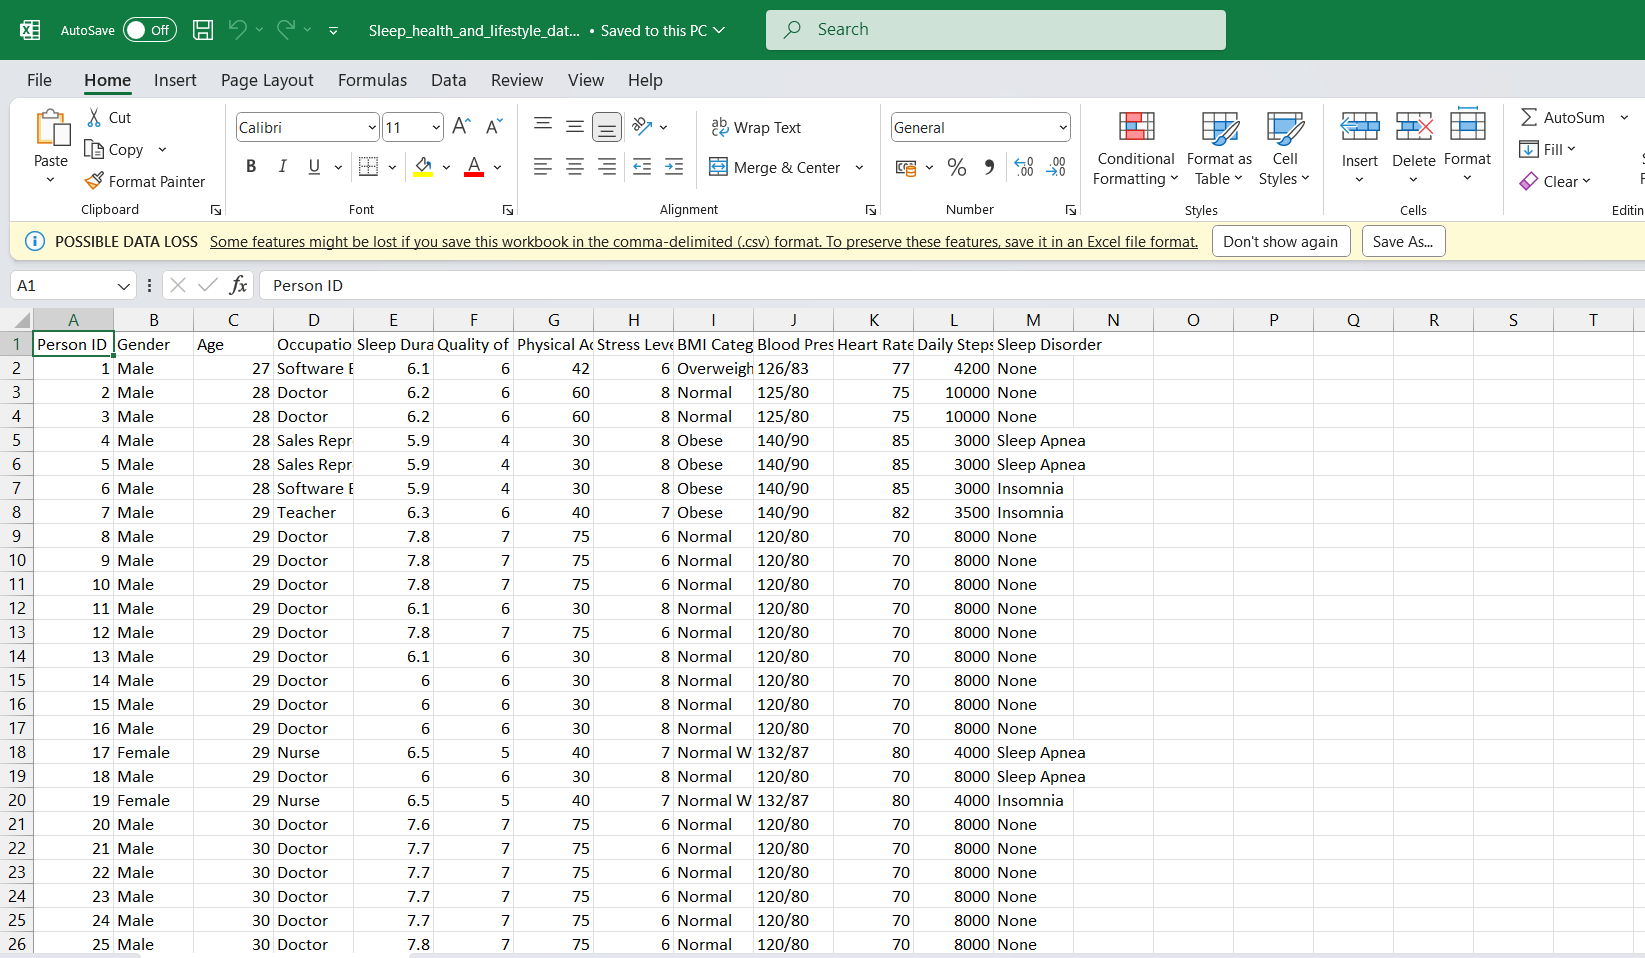 AutoSave Off Sleep_health_and_lifestyle_dat... • Saved to this PC Search
File Home Insert Page Layout Formulas Data Review View Help
Paste Cut Copy Format Painter Clipboard
Calibri 11 A A B I U A Font
ab Wrap Text Merge & Center Alignment
General % 9 .00 .00 Number
Conditional Formatting Format as Table Cell Styles Styles
Insert Delete Format Cells
AutoSum Fill Clear Editin
POSSIBLE DATA LOSS Some features might be lost if you save this workbook in the comma-delimited (.csv) format. To preserve these features, save it in an Excel file format. Don't show again Save As...
A1 fx Person ID
A B C D E F G H I J K L M N O P Q R S T
1 Person ID Gender Age Occupatio Sleep Dura Quality of Physical Ac Stress Leve BMI Categ Blood Pres Heart Rate Daily Steps Sleep Disorder
2 1 Male 27 Software E 6.1 6 42 6 Overweigh 126/83 77 4200 None
3 2 Male 28 Doctor 6.2 6 60 8 Normal 125/80 75 10000 None
4 3 Male 28 Doctor 6.2 6 60 8 Normal 125/80 75 10000 None
5 4 Male 28 Sales Repr 5.9 4 30 8 Obese 140/90 85 3000 Sleep Apnea
6 5 Male 28 Sales Repr 5.9 4 30 8 Obese 140/90 85 3000 Sleep Apnea
7 6 Male 28 Software E 5.9 4 30 8 Obese 140/90 85 3000 Insomnia
8 7 Male 29 Teacher 6.3 6 40 7 Obese 140/90 82 3500 Insomnia
9 8 Male 29 Doctor 7.8 7 75 6 Normal 120/80 70 8000 None
10 9 Male 29 Doctor 7.8 7 75 6 Normal 120/80 70 8000 None
11 10 Male 29 Doctor 7.8 7 75 6 Normal 120/80 70 8000 None
12 11 Male 29 Doctor 6.1 6 30 8 Normal 120/80 70 8000 None
13 12 Male 29 Doctor 7.8 7 75 6 Normal 120/80 70 8000 None
14 13 Male 29 Doctor 6.1 6 30 8 Normal 120/80 70 8000 None
15 14 Male 29 Doctor 6 6 30 8 Normal 120/80 70 8000 None
16 15 Male 29 Doctor 6 6 30 8 Normal 120/80 70 8000 None
17 16 Male 29 Doctor 6 6 30 8 Normal 120/80 70 8000 None
18 17 Female 29 Nurse 6.5 5 40 7 Normal W 132/87 80 4000 Sleep Apnea
19 18 Male 29 Doctor 6 6 30 8 Normal 120/80 70 8000 Sleep Apnea
20 19 Female 29 Nurse 6.5 5 40 7 Normal W 132/87 80 4000 Insomnia
21 20 Male 30 Doctor 7.6 7 75 6 Normal 120/80 70 8000 None
22 21 Male 30 Doctor 7.7 7 75 6 Normal 120/80 70 8000 None
23 22 Male 30 Doctor 7.7 7 75 6 Normal 120/80 70 8000 None
24 23 Male 30 Doctor 7.7 7 75 6 Normal 120/80 70 8000 None
25 24 Male 30 Doctor 7.7 7 75 6 Normal 120/80 70 8000 None
26 25 Male 30 Doctor 7.8 7 75 6 Normal 120/80 70 8000 None